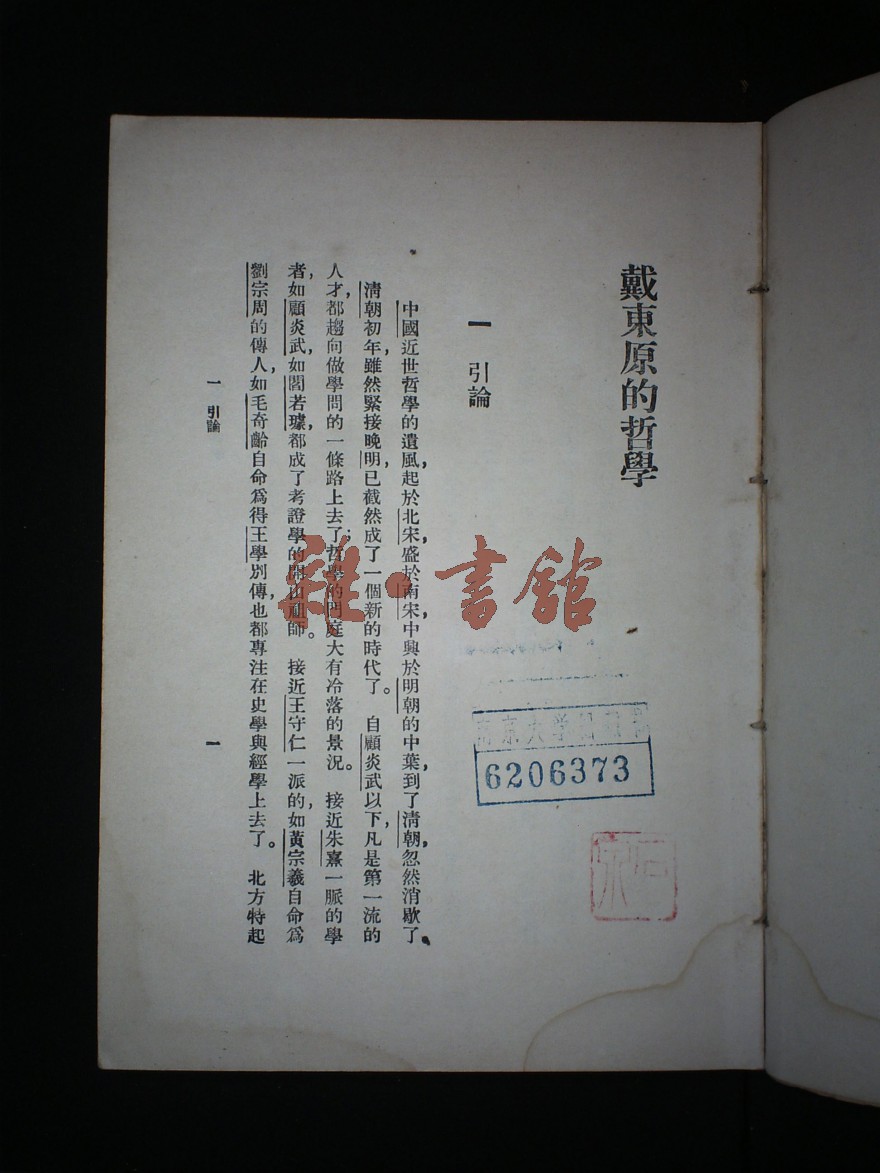 戴東原的哲學
一　引論
中國近世哲學的遺風，起於北宋，盛於南宋，中興於明朝的中葉，到了清朝，忽然消歇了。
清朝初年，雖然緊接晚明，已截然成了一個新的時代了。自顧炎武以下，凡是第一流的
人才，都趨向做學問的一條路上去了；哲學的門庭大有冷落的景況。接近朱熹一脈的學
者，如顧炎武，如閻若璩，都成了考證學的開山祖師。接近王守仁一派的，如黃宗羲自命爲
劉宗周的傳人，如毛奇齡自命爲得王學別傳，也都專注在史學與經學上去了。北方特起
一　引論
一
雜·書館
南京大学
6206373